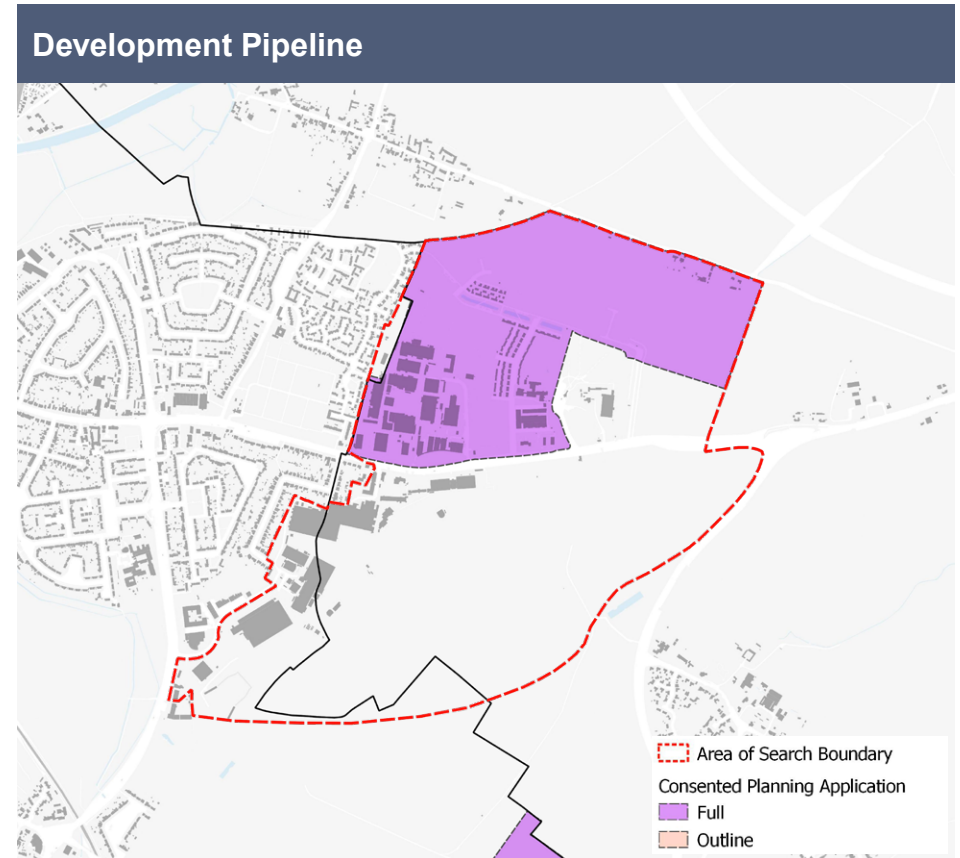 Development Pipeline
Area of Search Boundary
Consented Planning Application
Full
Outline